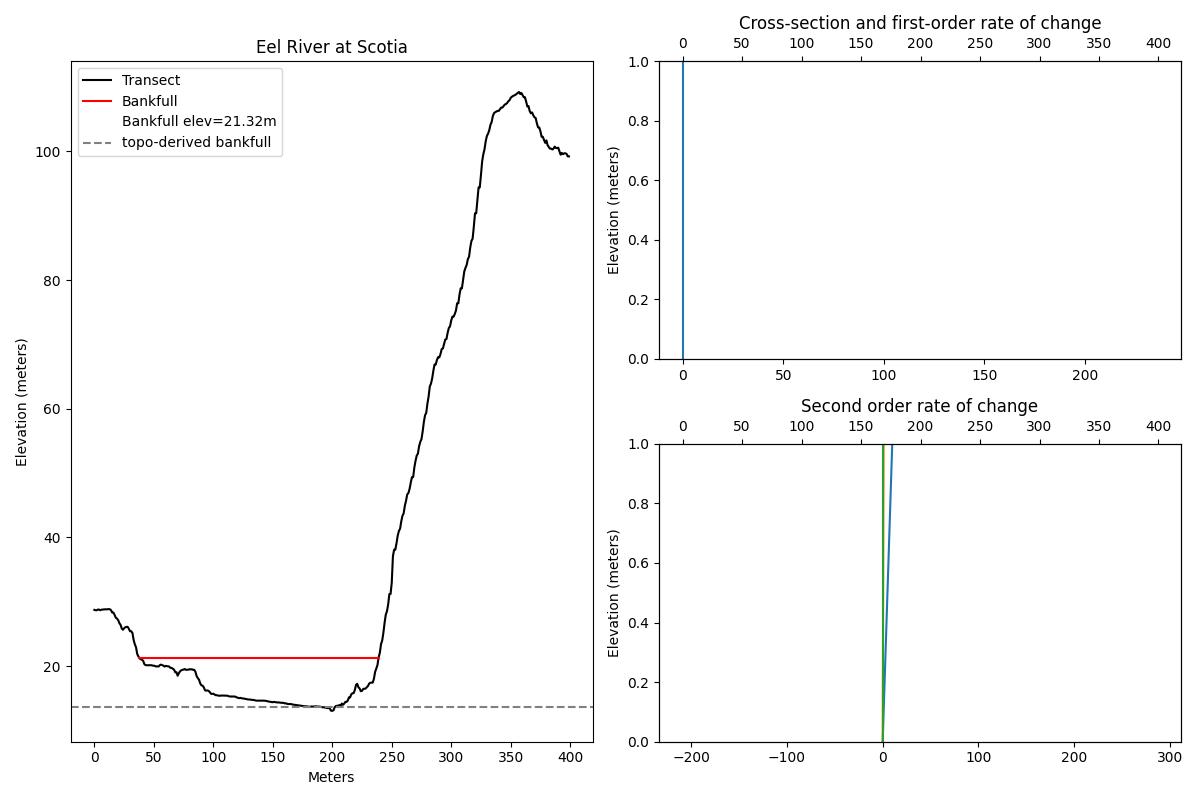 Eel River at Scotia
Transect
Bankfull
Bankfull elev=21.32m
topo-derived bankfull
Elevation (meters)
100
80
60
40
20
0 50 100 150 200 250 300 350 400
Meters
Cross-section and first-order rate of change
0 50 100 150 200 250 300 350 400
Elevation (meters)
1.0
0.8
0.6
0.4
0.2
0.0
0 50 100 150 200
Second order rate of change
0 50 100 150 200 250 300 350 400
Elevation (meters)
1.0
0.8
0.6
0.4
0.2
0.0
−200 −100 0 100 200 300